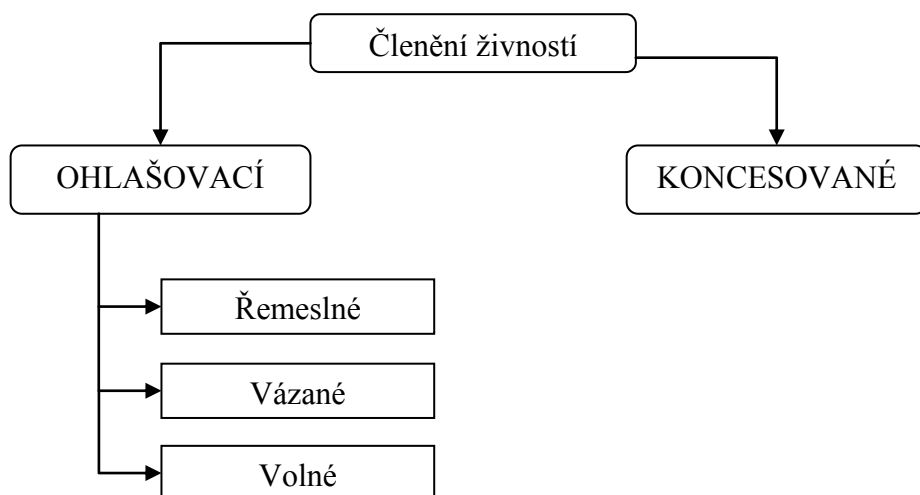 Členění živností
OHLAŠOVACÍ
KONCESOVANÉ
Řemeslné
Vázané
Volné